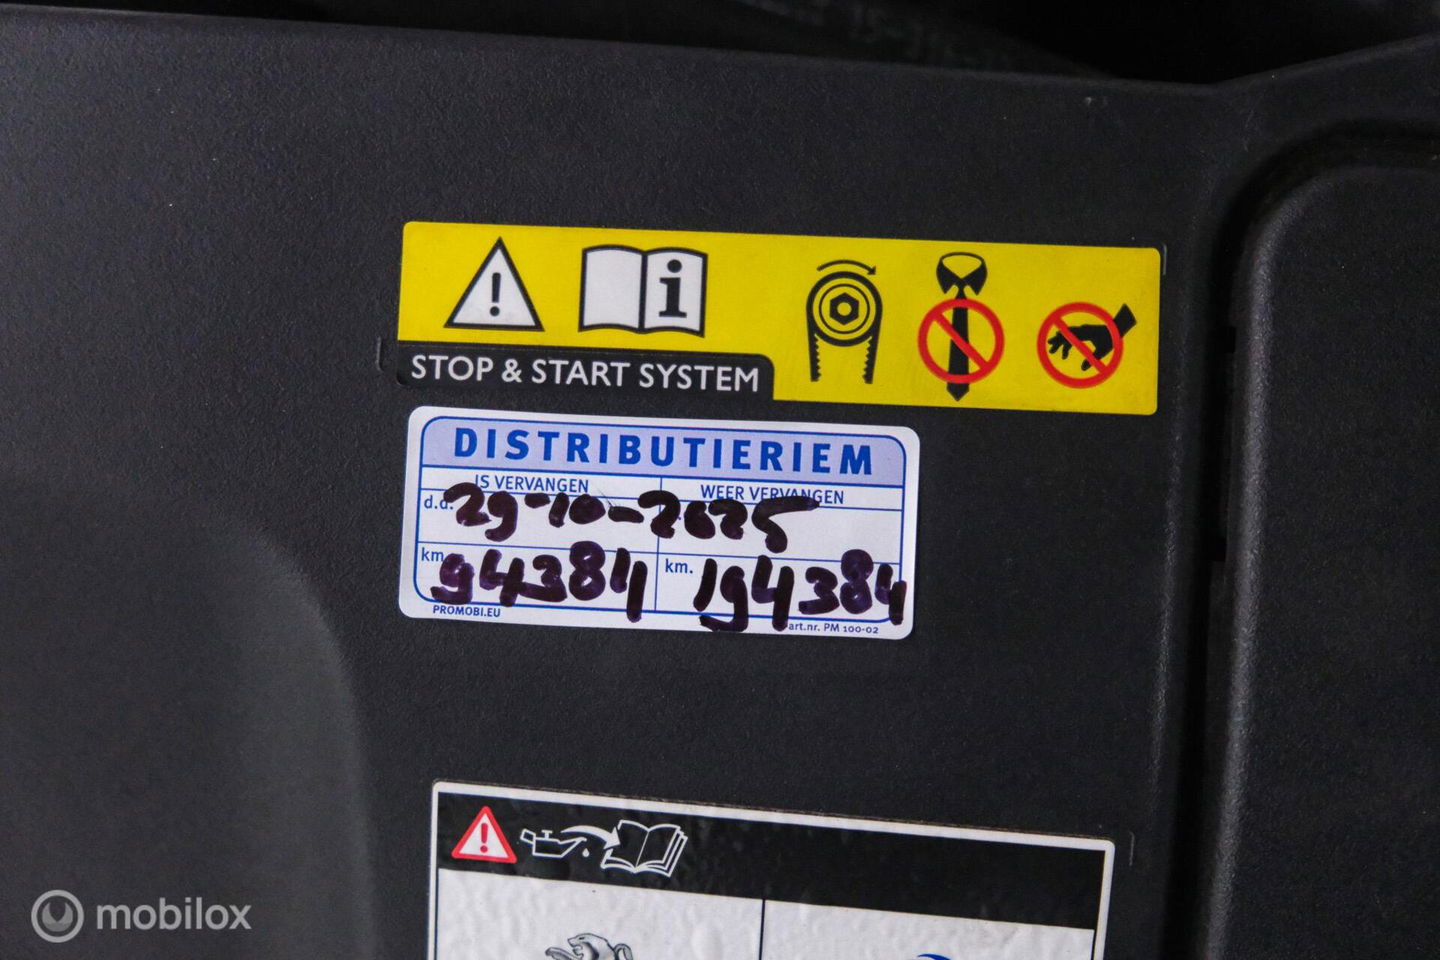 STOP & START SYSTEM
DISTRIBUTIERIEM
IS VERVANGEN WEER VERVANGEN
d.d. 29-10-2025
km. 94384 km. 194384
PROMOBI.EU art.nr. PM 100-02
mobilox